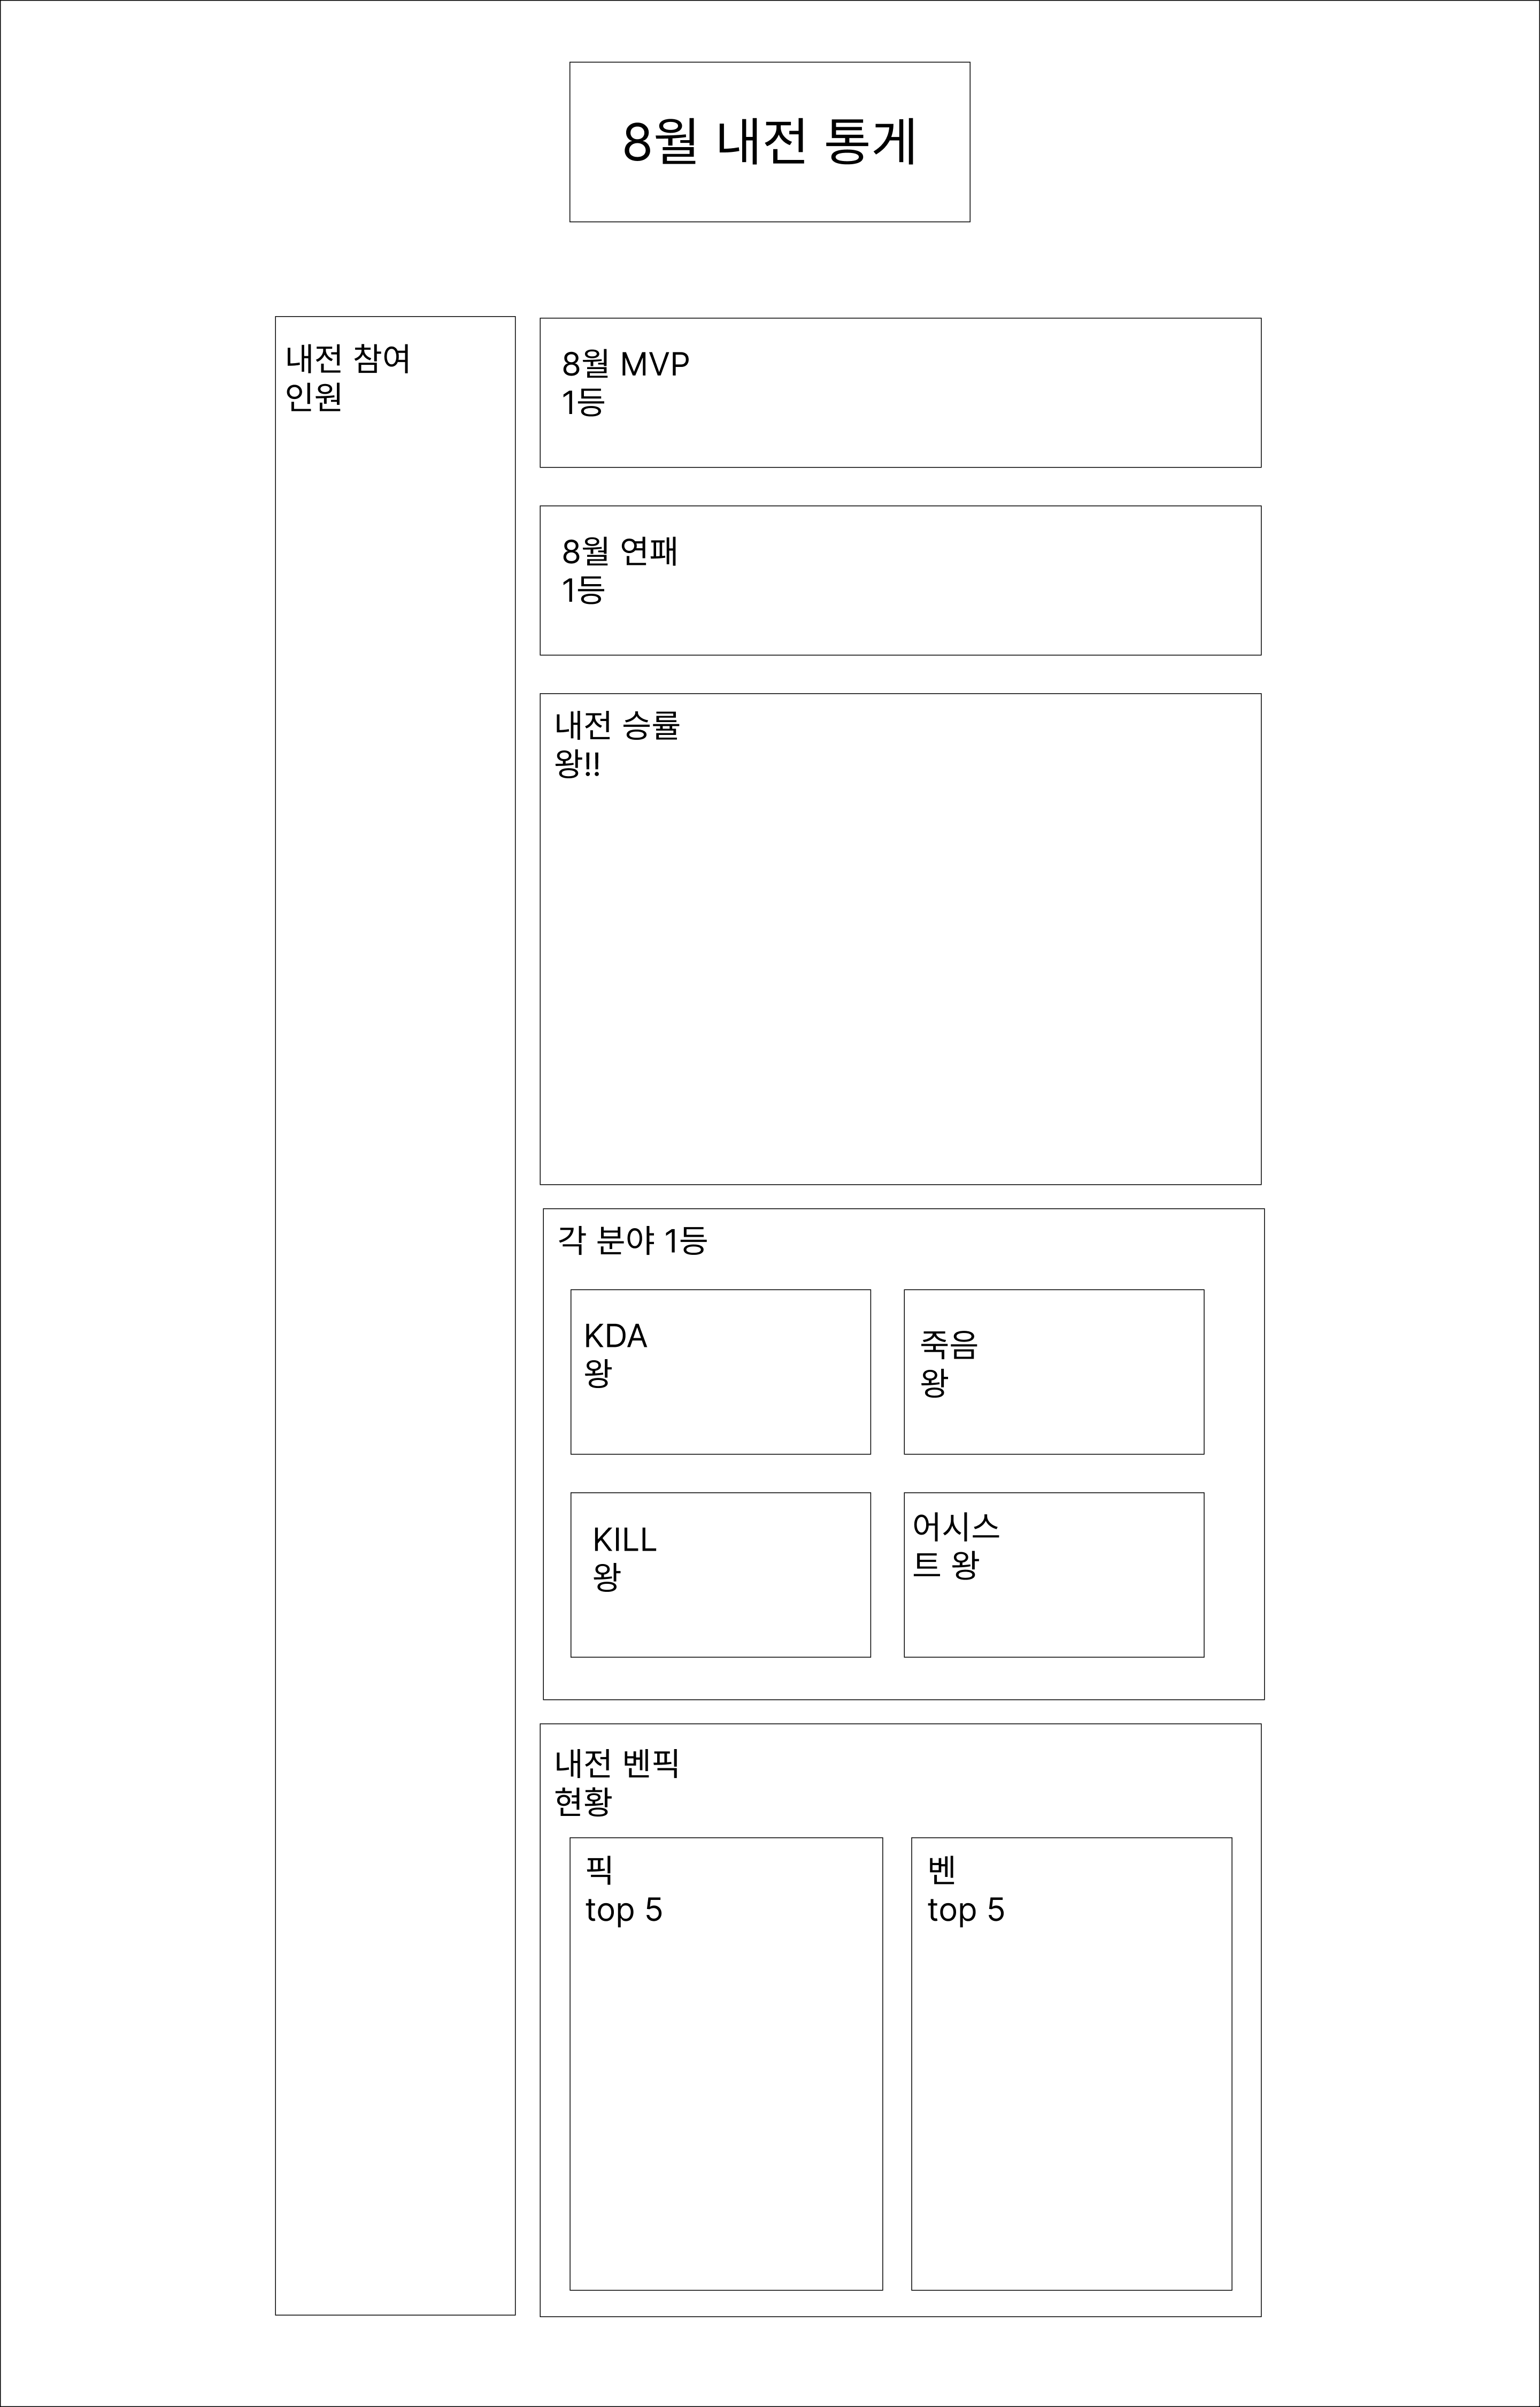 8월 내전 통게
내전 참여
인원
8월 MVP
1등
8월 연패
1등
내전 승률
왕!!
각 분야 1등
KDA
왕
죽음
왕
KILL
왕
어시스
트 왕
내전 벤픽
현황
픽
top 5
벤
top 5